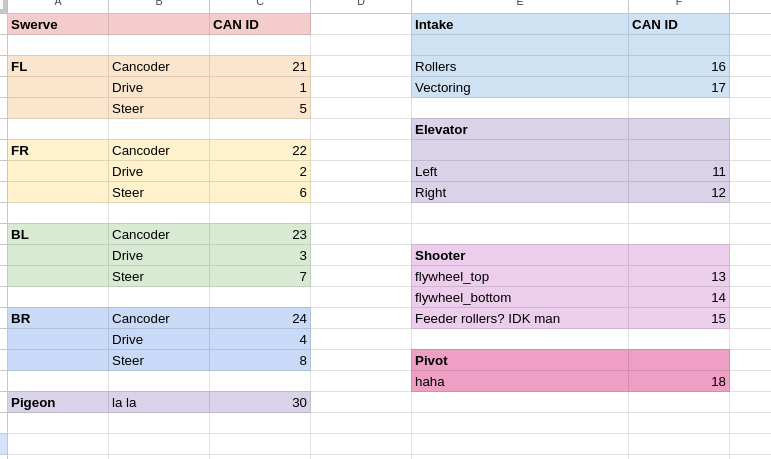 A B C D E F
Swerve CAN ID Intake CAN ID
FL Cancoder 21 Rollers 16
Drive 1 Vectoring 17
Steer 5
Elevator
FR Cancoder 22
Drive 2 Left 11
Steer 6 Right 12
BL Cancoder 23
Drive 3 Shooter
Steer 7 flywheel_top 13
flywheel_bottom 14
BR Cancoder 24 Feeder rollers? IDK man 15
Drive 4
Steer 8 Pivot
haha 18
Pigeon la la 30